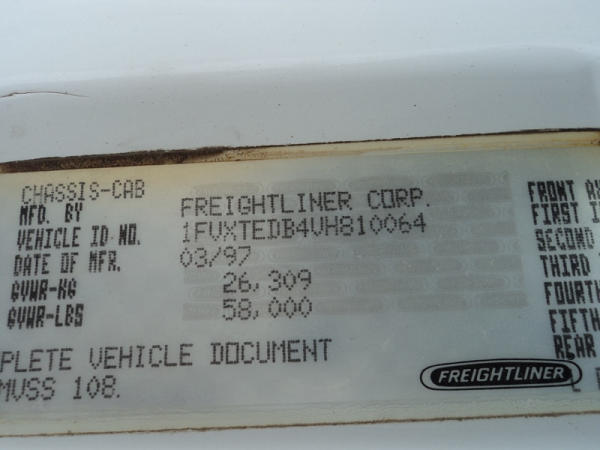 CHASSIS-CAB
MFD. BY FREIGHTLINER CORP.
VEHICLE ID NO. 1FVXTEDB4VH810064
DATE OF MFR. 03/97
GVWR-KG 26,309
GVWR-LBS 58,000
PLETE VEHICLE DOCUMENT
MVSS 108.
FRONT AX
FIRST I
SECOND
THIRD
FOURTH
FIFTH
REAR
FREIGHTLINER